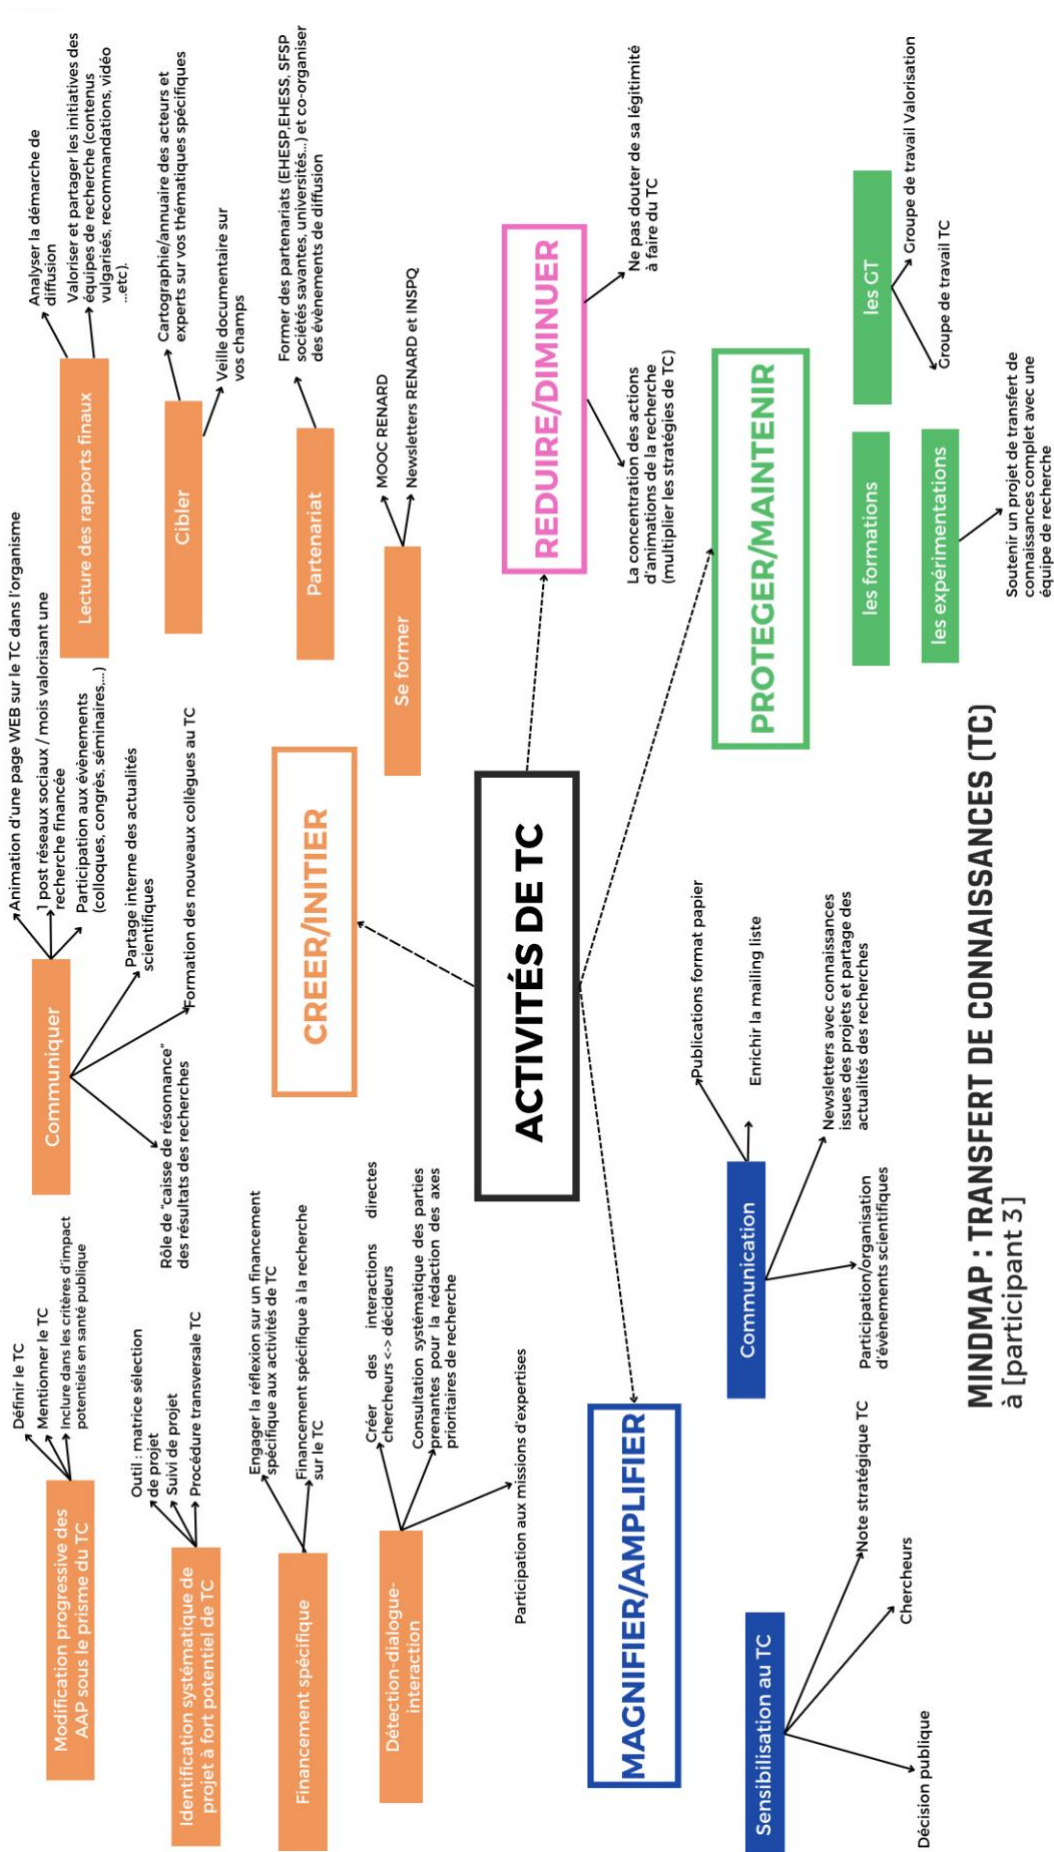 Définir le TC
Mentionner le TC
Inclure dans les critères d'impact
potentiels en santé publique
Modification progressive des
AAP sous le prisme du TC
Outil : matrice sélection
de projet
Suivi de projet
Procédure transversale TC
Identification systématique de
projet à fort potentiel de TC
Engager la réflexion sur un financement
spécifique aux activités de TC
Financement spécifique à la recherche
sur le TC
Financement spécifique
Créer des interactions directes
chercheurs <-> décideurs
Consultation systématique des parties
prenantes pour la rédaction des axes
prioritaires de recherche
Participation aux missions d'expertises
Détection-dialogue-
interaction
Animation d'une page WEB sur le TC dans l'organisme
1 post réseaux sociaux / mois valorisant une
recherche financée
Participation aux évènements
(colloques, congrès, séminaires,...)
Communiquer
Partage interne des actualités
scientifiques
Formation des nouveaux collègues au TC
Rôle de "caisse de résonnance"
des résultats des recherches
Analyser la démarche de
diffusion
Valoriser et partager les initiatives des
équipes de recherche (contenus
vulgarisés, recommandations, vidéo
...etc).
Lecture des rapports finaux
Cartographie/annuaire des acteurs et
experts sur vos thématiques spécifiques
Cibler
Veille documentaire sur
vos champs
Former des partenariats (EHESP,EHESS, SFSP
sociétés savantes, universités...) et co-organiser
des évènements de diffusion
Partenariat
MOOC RENARD
Newsletters RENARD et INSPQ
Se former
CREER/INITIER
ACTIVITÉS DE TC
REDUIRE/DIMINUER
Ne pas douter de sa légitimité
à faire du TC
La concentration des actions
d'animations de la recherche
(multiplier les stratégies de TC)
MAGNIFIER/AMPLIFIER
Publications format papier
Enrichir la mailing liste
Communication
Newsletters avec connaissances
issues des projets et partage des
actualités des recherches
Participation/organisation
d'évènements scientifiques
Sensibilisation au TC
Note stratégique TC
Chercheurs
Décision publique
PROTEGER/MAINTENIR
les formations
les GT
Groupe de travail Valorisation
Groupe de travail TC
les expérimentations
Soutenir un projet de transfert de
connaissances complet avec une
équipe de recherche
MINDMAP : TRANSFERT DE CONNAISSANCES (TC)
à [participant 3]